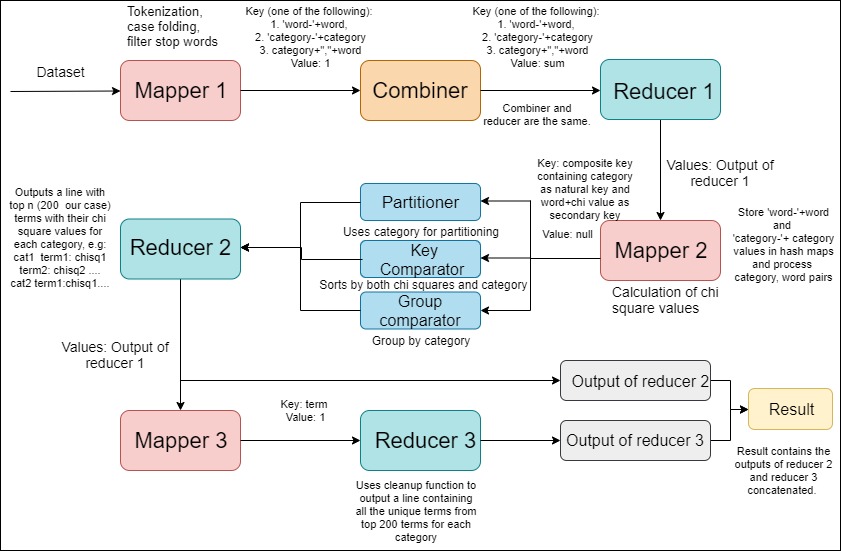 Tokenization,
case folding,
filter stop words
Key (one of the following):
1. 'word-'+word,
2. 'category-'+category
3. category+","+word
Value: 1
Key (one of the following):
1. 'word-'+word,
2. 'category-'+category
3. category+","+word
Value: sum
Dataset
Mapper 1
Combiner
Reducer 1
Combiner and
reducer are the same.
Values: Output of
reducer 1
Key: composite key
containing category
as natural key and
word+chi value as
secondary key
Value: null
Outputs a line with
top n (200 our case)
terms with their chi
square values for
each category, e.g:
cat1 term1: chisq1
term2: chisq2 ....
cat2 term1:chisq1....
Reducer 2
Partitioner
Uses category for partitioning
Key
Comparator
Sorts by both chi squares and category
Group
comparator
Group by category
Mapper 2
Calculation of chi
square values
Store 'word-'+word
and
'category-'+ category
values in hash maps
and process
category, word pairs
Values: Output of
reducer 1
Mapper 3
Key: term
Value: 1
Reducer 3
Uses cleanup function to
output a line containing
all the unique terms from
top 200 terms for each
category
Output of reducer 2
Output of reducer 3
Result
Result contains the
outputs of reducer 2
and reducer 3
concatenated.